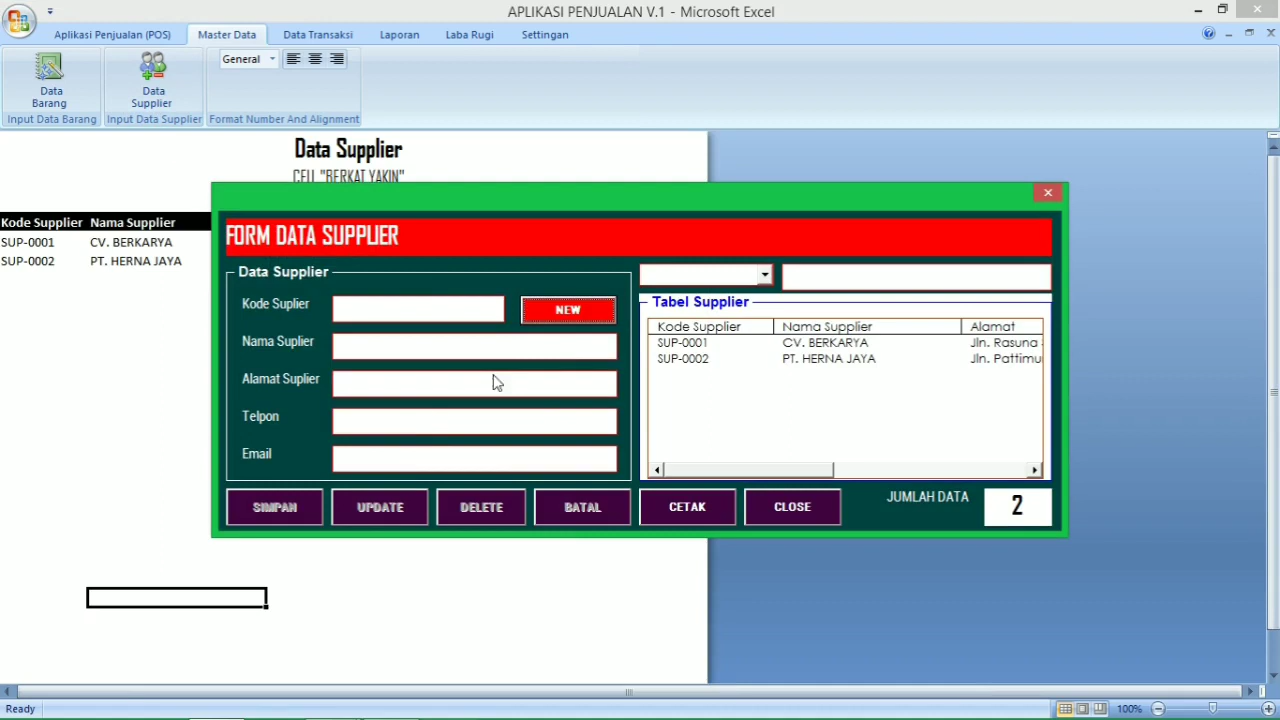 APLIKASI PENJUALAN V.1 - Microsoft Excel
Aplikasi Penjualan (POS) Master Data Data Transaksi Laporan Laba Rugi Settingan
General
Data Barang
Data Supplier
Input Data Barang Input Data Supplier Format Number And Alignment
Data Supplier
CELL "BERKAT YAKIN"
Kode Supplier Nama Supplier
SUP-0001 CV. BERKARYA
SUP-0002 PT. HERNA JAYA
FORM DATA SUPPLIER
Data Supplier
Kode Suplier NEW
Nama Suplier
Alamat Suplier
Telpon
Email
Tabel Supplier
Kode Supplier Nama Supplier Alamat
SUP-0001 CV. BERKARYA Jln. Rasuna
SUP-0002 PT. HERNA JAYA Jln. Pattimu
SIMPAN UPDATE DELETE BATAL CETAK CLOSE JUMLAH DATA 2
Ready 100%